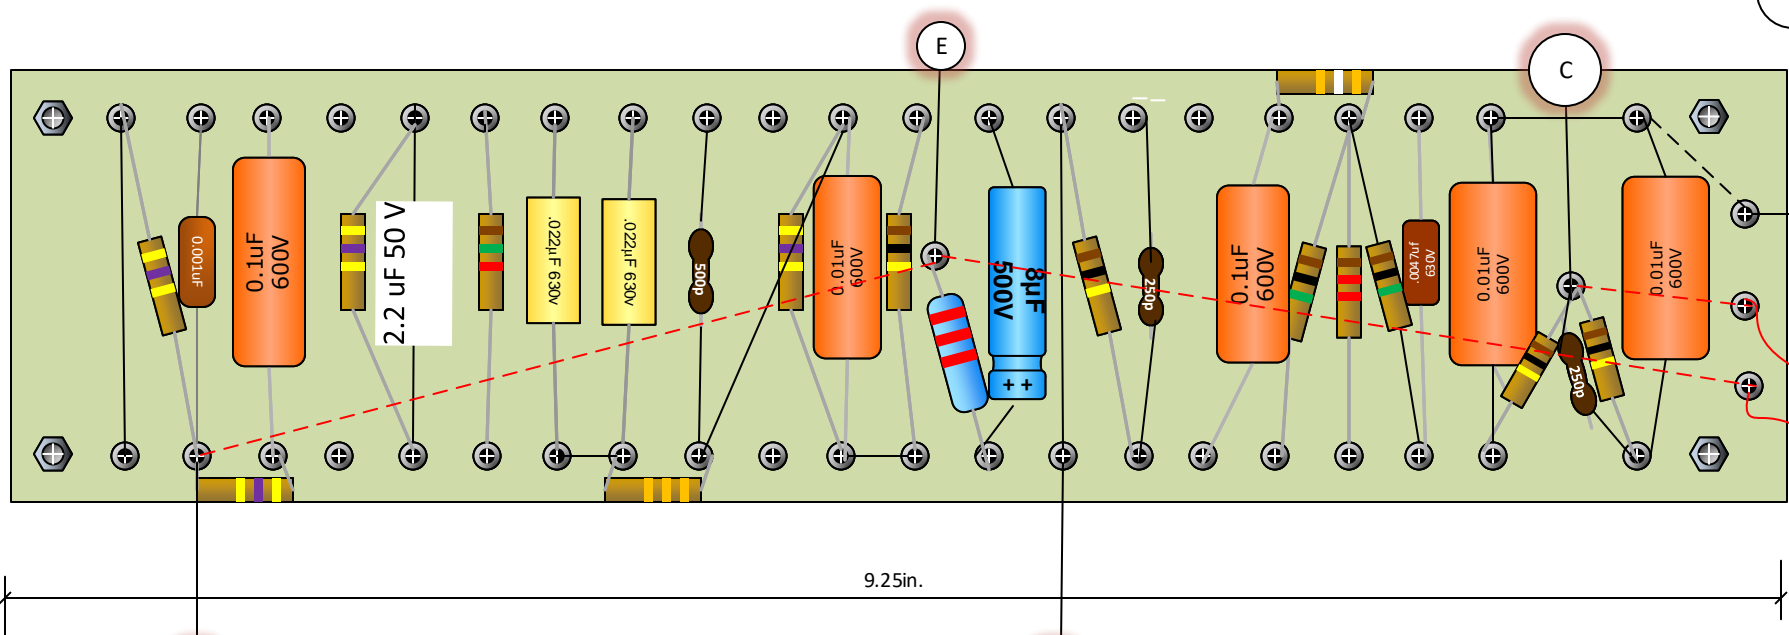 E
C
0.001uF
0.1uF
600V
2.2 uF 50 V
.022µF 630v
.022µF 630v
500p
0.01uF
600V
8µF
500V
++
250p
0.1uF
600V
.0047uf
630V
0.01uF
600V
250p
0.01uF
600V
9.25in.